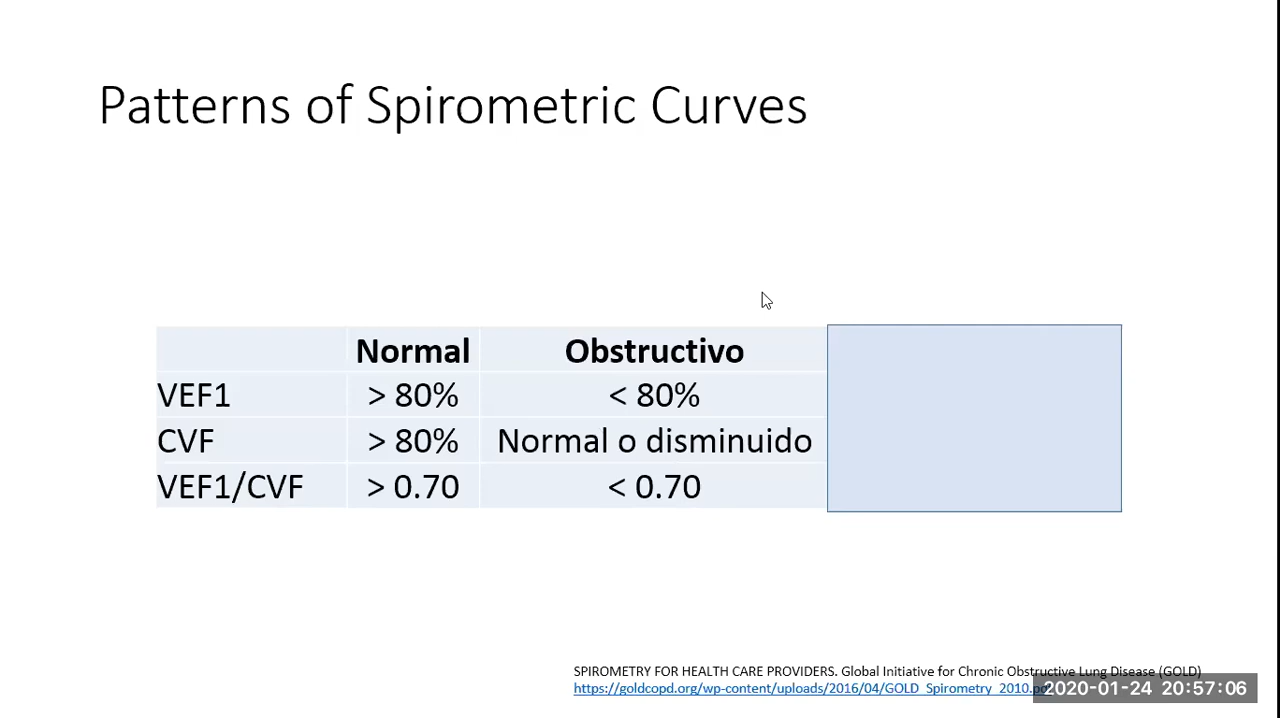 Patterns of Spirometric Curves
Normal Obstructivo
VEF1 > 80% < 80%
CVF > 80% Normal o disminuido
VEF1/CVF > 0.70 < 0.70
SPIROMETRY FOR HEALTH CARE PROVIDERS. Global Initiative for Chronic Obstructive Lung Disease (GOLD)
https://goldcopd.org/wp-content/uploads/2016/04/GOLD_Spirometry_2010.p
2020-01-24 20:57:06